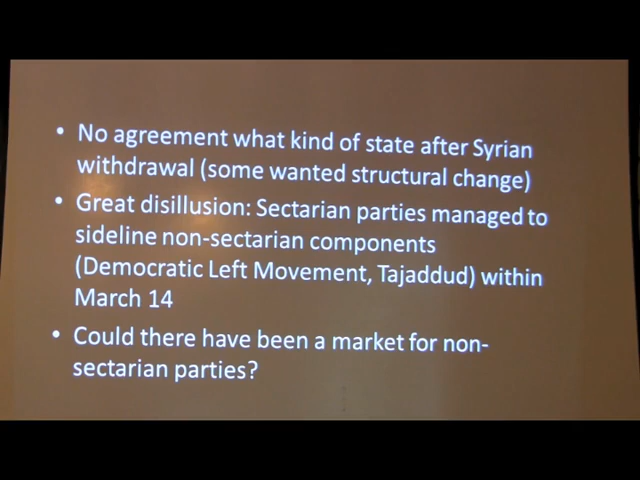 • No agreement what kind of state after Syrian
withdrawal (some wanted structural change)
• Great disillusion: Sectarian parties managed to
sideline non-sectarian components
(Democratic Left Movement, Tajaddud) within
March 14
• Could there have been a market for non-
sectarian parties?